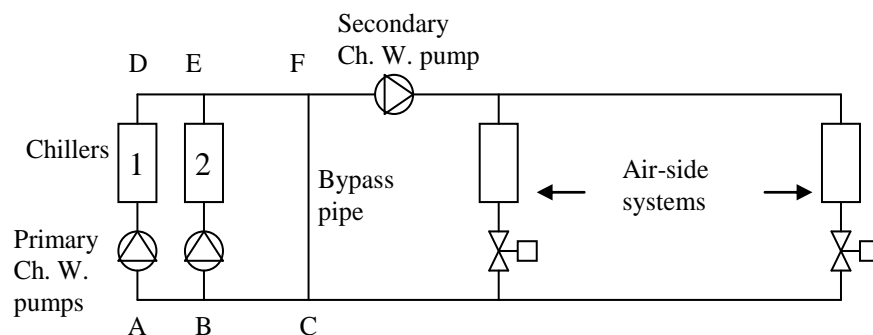 Secondary
Ch. W. pump
D
E
F
Chillers
1
2
Bypass
pipe
Air-side
systems
Primary
Ch. W.
pumps
A
B
C